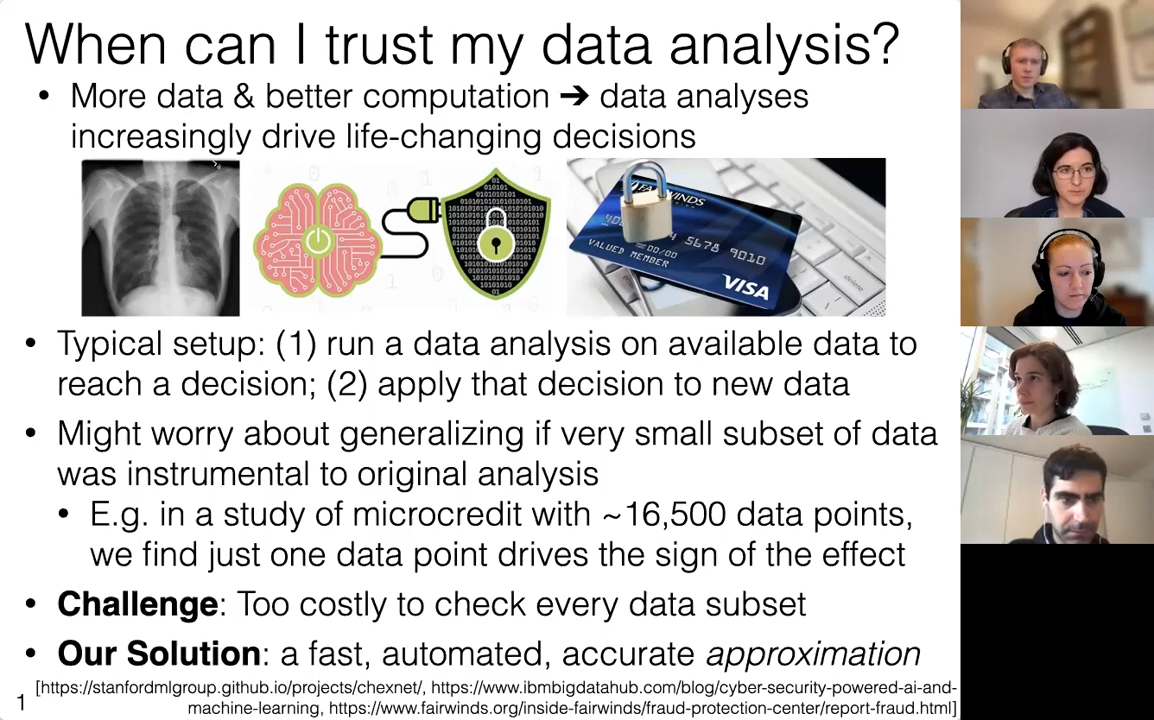 When can I trust my data analysis?
• More data & better computation ➔ data analyses
increasingly drive life-changing decisions
FAIRWINDS
5678 9010
00/00
VALUED MEMBER
VISA
delete
• Typical setup: (1) run a data analysis on available data to
reach a decision; (2) apply that decision to new data
• Might worry about generalizing if very small subset of data
was instrumental to original analysis
• E.g. in a study of microcredit with ~16,500 data points,
we find just one data point drives the sign of the effect
• Challenge: Too costly to check every data subset
• Our Solution: a fast, automated, accurate approximation
[https://stanfordmlgroup.github.io/projects/chexnet/, https://www.ibmbigdatahub.com/blog/cyber-security-powered-ai-and-
machine-learning, https://www.fairwinds.org/inside-fairwinds/fraud-protection-center/report-fraud.html]
1